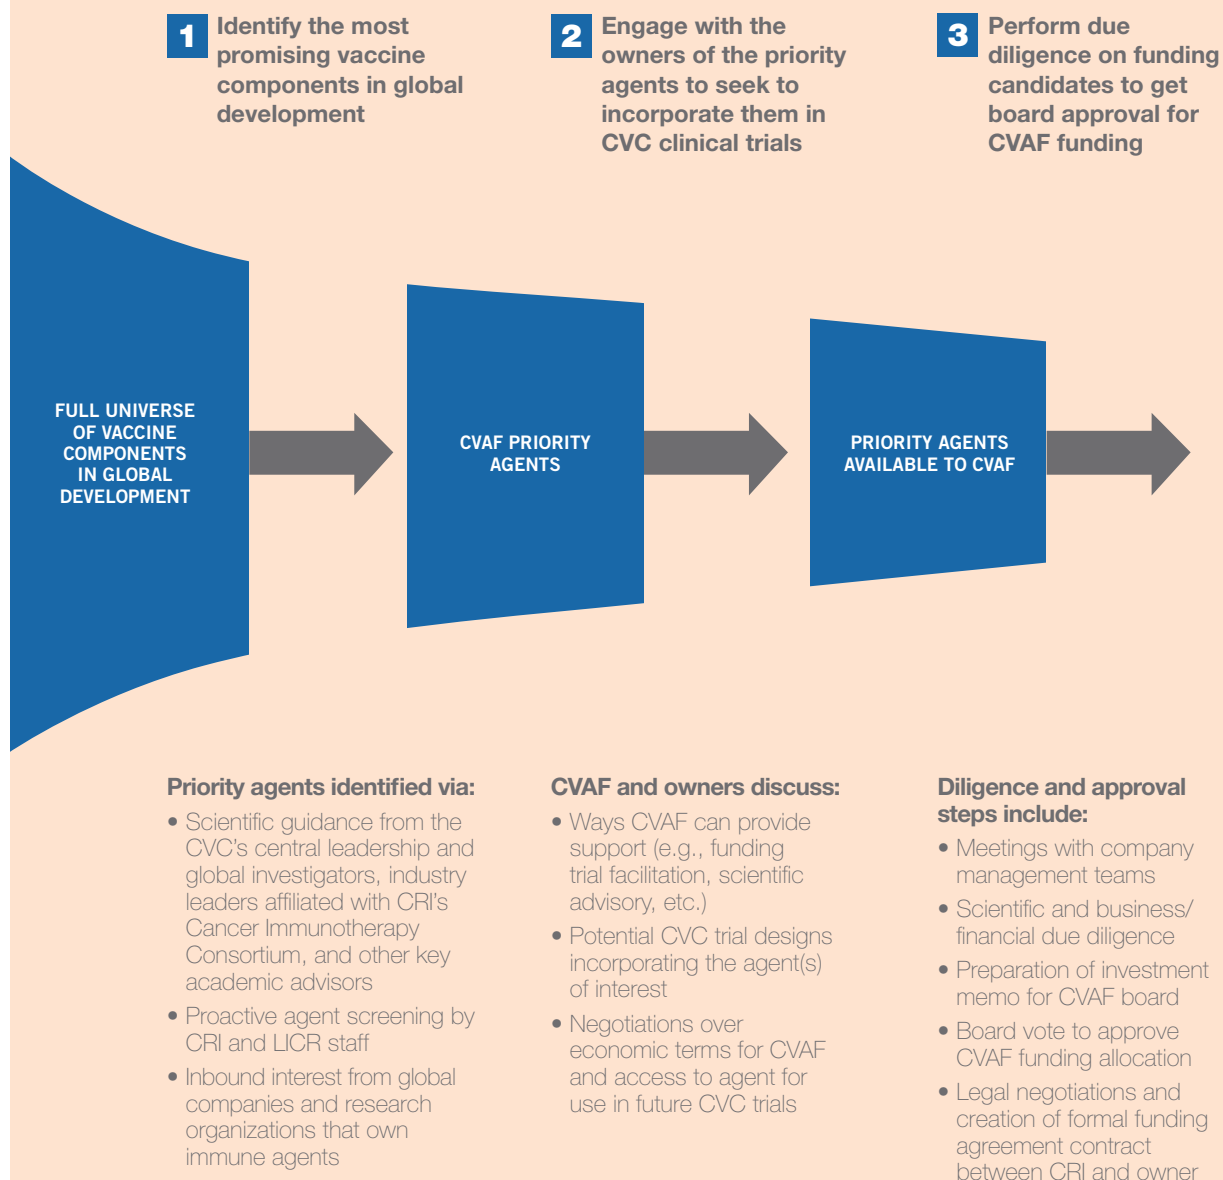 1
Identify the most
promising vaccine
components in global
development
2
Engage with the
owners of the priority
agents to seek to
incorporate them in
CVC clinical trials
3
Perform due
diligence on funding
candidates to get
board approval for
CVAF funding
FULL UNIVERSE
OF VACCINE
COMPONENTS
IN GLOBAL
DEVELOPMENT
CVAF PRIORITY
AGENTS
PRIORITY AGENTS
AVAILABLE TO CVAF
Priority agents identified via:
• Scientific guidance from the
CVC's central leadership and
global investigators, industry
leaders affiliated with CRI's
Cancer Immunotherapy
Consortium, and other key
academic advisors
• Proactive agent screening by
CRI and LICR staff
• Inbound interest from global
companies and research
organizations that own
immune agents
CVAF and owners discuss:
• Ways CVAF can provide
support (e.g., funding
trial facilitation, scientific
advisory, etc.)
• Potential CVC trial designs
incorporating the agent(s)
of interest
• Negotiations over
economic terms for CVAF
and access to agent for
use in future CVC trials
Diligence and approval
steps include:
• Meetings with company
management teams
• Scientific and business/
financial due diligence
• Preparation of investment
memo for CVAF board
• Board vote to approve
CVAF funding allocation
• Legal negotiations and
creation of formal funding
agreement contract
between CRI and owner